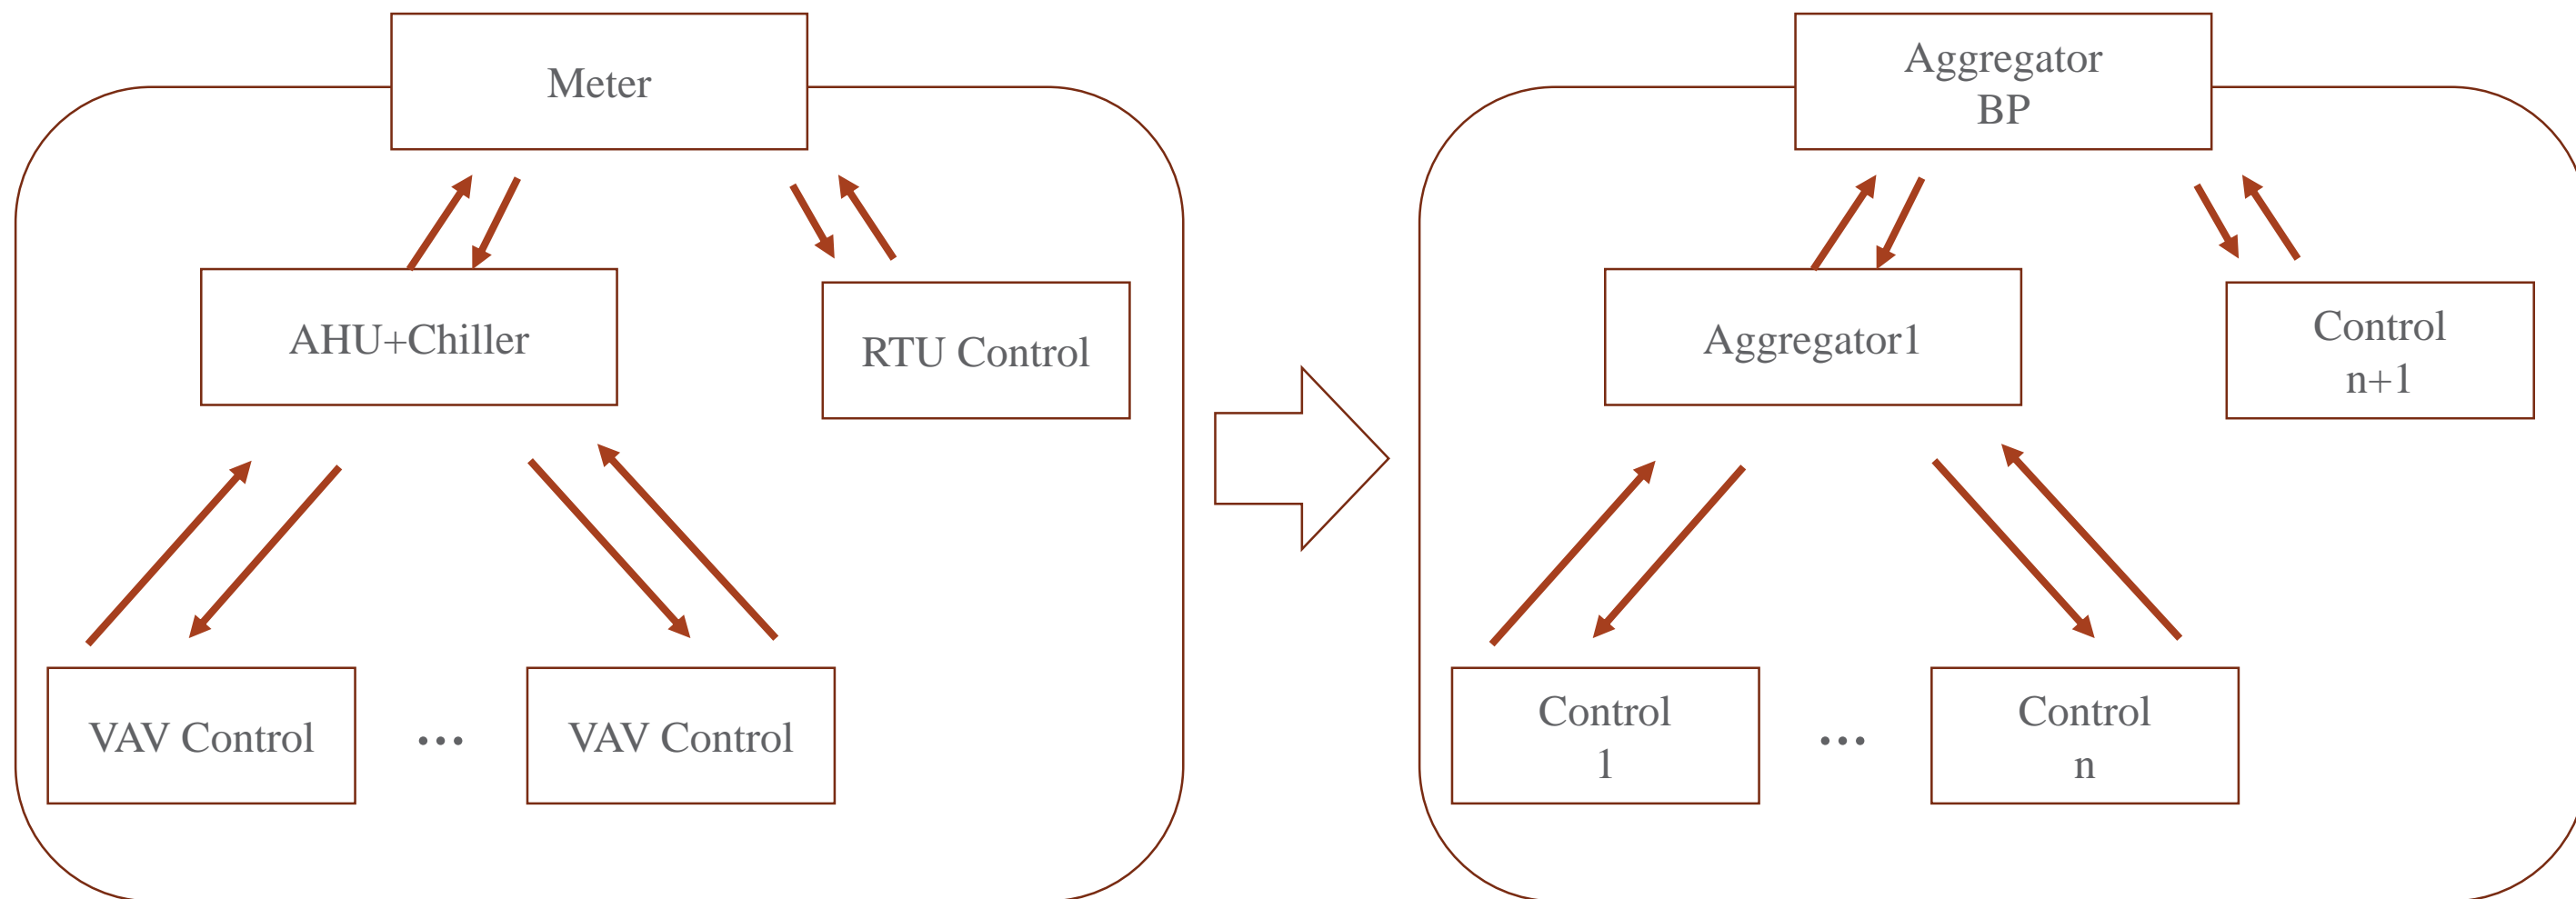 Meter
AHU+Chiller
RTU Control
VAV Control
...
VAV Control
Aggregator
BP
Aggregator1
Control
n+1
Control
1
...
Control
n